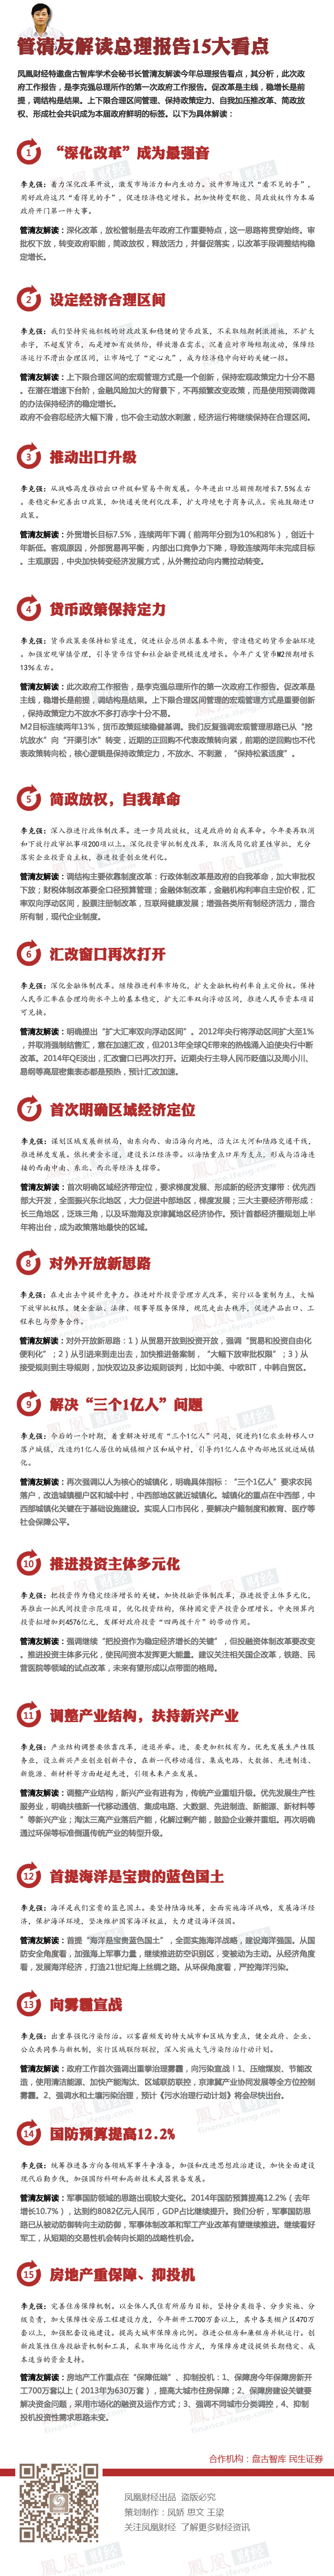 管清友解读总理报告15大看点
凤凰财经特邀盘古智库学术会秘书长管清友解读今年总理报告看点，其分析，此次政
府工作报告，是李克强总理所作的第一次政府工作报告。促改革是主线，稳增长是前
提，调结构是结果。上下限合理区间管理、保持政策定力、自我加压推改革、简政放
权、形成社会共识成为本届政府鲜明的标签。以下为具体解读：
1 “深化改革”成为最强音
李克强：着力深化改革开放，激发市场活力和内生动力。放开市场这只“看不见的手”，
用好政府这只“看得见的手”，促进经济稳定增长。把加快转变职能、简政放权作为本届
政府开门第一件大事。
管清友解读：深化改革，放松管制是去年政府工作重要特点，这一思路将贯穿始终。审
批权下放，转变政府职能，简政放权，释放活力，并督促落实，以改革手段调整结构稳
定增长。
2 设定经济合理区间
李克强：我们坚持实施积极的财政政策和稳健的货币政策，不采取短期刺激措施，不扩大
赤字，不超发货币，而是增加有效供给，释放潜在需求，沉着应对市场短期波动，保障经
济运行不滑出合理区间，让市场吃了“定心丸”，成为经济稳中向好的关键一招。
管清友解读：上下限合理区间的宏观管理方式是一个创新，保持宏观政策定力十分不易
。在潜在增速下台阶，金融风险加大的背景下，不再频繁改变政策，而是使用预调微调
的办法保持经济的稳定增长。
政府不会容忍经济大幅下滑，也不会主动放水刺激，经济运行将继续保持在合理区间。
3 推动出口升级
李克强：从战略高度推动出口升级和贸易平衡发展。今年进出口总额预期增长7.5%左右
。要稳定和完善出口政策，加快通关便利化改革，扩大跨境电子商务试点。实施鼓励进口
政策。
管清友解读：外贸增长目标7.5%，连续两年下调（前两年分别为10%和8%），创近十
年新低。客观原因，外部贸易再平衡，内部出口竞争力下降，导致连续两年未完成目标
。主观原因，中央加快转变经济发展方式，从外需拉动向内需拉动转变。
4 货币政策保持定力
李克强：货币政策要保持松紧适度，促进社会总供求基本平衡，营造稳定的货币金融环境
。加强宏观审慎管理，引导货币信贷和社会融资规模适度增长。今年广义货币M2预期增长
13%左右。
管清友解读：此次政府工作报告，是李克强总理所作的第一次政府工作报告。促改革是
主线，稳增长是前提，调结构是结果。上下限合理区间管理的宏观管理方式是重要创新
，保持政策定力不放水不多打赤字十分不易。
M2目标连续两年13%，货币政策延续稳健基调。我们反复强调宏观管理思路已从“挖
坑放水”向“开渠引水”转变，近期的正回购不代表政策转向紧，前期的逆回购也不代
表政策转向松，核心逻辑是保持政策定力，不放水、不刺激，“保持松紧适度”。
5 简政放权，自我革命
李克强：深入推进行政体制改革。进一步简政放权，这是政府的自我革命。今年要再取消
和下放行政审批事项200项以上。深化投资审批制度改革，取消或简化前置性审批，充分
落实企业投资自主权，推进投资创业便利化。
管清友解读：调结构主要依靠制度改革：行政体制改革是政府的自我革命，加大审批权
下放；财税体制改革要全口径预算管理；金融体制改革，金融机构利率自主定价权，汇
率双向浮动区间，股票注册制改革，互联网健康发展；增强各类所有制经济活力，混合
所有制，现代企业制度。
6 汇改窗口再次打开
李克强：深化金融体制改革。继续推进利率市场化，扩大金融机构利率自主定价权。保持
人民币汇率在合理均衡水平上的基本稳定，扩大汇率双向浮动区间，推进人民币资本项目
可兑换。
管清友解读：明确提出“扩大汇率双向浮动区间”。2012年央行将浮动区间扩大至1%
，并取消强制结售汇，意在加速汇改，但2013年全球QE带来的热钱涌入迫使央行中断
改革。2014年QE淡出，汇改窗口已再次打开。近期央行主导人民币贬值以及周小川、
易纲等高层密集表态都是预热，预计汇改加速。
7 首次明确区域经济定位
李克强：谋划区域发展新棋局，由东向西、由沿海向内地，沿大江大河和陆路交通干线，
推进梯度发展。依托黄金水道，建设长江经济带。以海陆重点口岸为支点，形成与沿海连
接的西南中南、东北、西北等经济支撑带。
管清友解读：首次明确区域经济带定位，要求梯度发展、形成新的经济支撑带：优先西
部大开发，全面振兴东北地区，大力促进中部地区，梯度发展；三大主要经济带形成：
长三角地区，泛珠三角，以及环渤海及京津冀地区经济协作。预计首都经济圈规划上半
年将出台，成为政策落地最快的区域。
8 对外开放新思路
李克强：在走出去中提升竞争力。推进对外投资管理方式改革，实行以备案制为主，大幅
下放审批权限。健全金融、法律、领事等服务保障，规范走出去秩序，促进产品出口、工
程承包与劳务合作。
管清友解读：对外开放新思路：1）从贸易开放到投资开放，强调“贸易和投资自由化
便利化”；2）从引进来到走出去，加快推进备案制，“大幅下放审批权限”；3）从
接受规则到主导规则，加快双边及多边规则谈判，比如中美、中欧BIT，中韩自贸区。
9 解决“三个1亿人”问题
李克强：今后的一个时期，着重解决好现有“三个1亿人”问题，促进约1亿农业转移人口
落户城镇，改造约1亿人居住的城镇棚户区和城中村，引导约1亿人在中西部地区就近城镇
化。
管清友解读：再次强调以人为核心的城镇化，明确具体指标：“三个1亿人”要求农民
落户，改造城镇棚户区和城中村，中西部地区就近城镇化。城镇化的重点在中西部，中
西部城镇化关键在于基础设施建设。实现人口市民化，要解决户籍制度和教育、医疗等
社会保障公平。
10 推进投资主体多元化
李克强：把投资作为稳定经济增长的关键。加快投融资体制改革，推进投资主体多元化，
再推出一批民间投资示范项目，优化投资结构，保持固定资产投资合理增长。中央预算内
投资拟增加到4576亿元，发挥好政府投资“四两拨千斤”的带动作用。
管清友解读：强调继续“把投资作为稳定经济增长的关键”，但投融资体制改革要改变
。推进投资主体多元化，使民间资本发挥更大能量。建议关注相关国企改革，铁路、民
营医院等领域的试点改革，未来有望形成以点带面的格局。
11 调整产业结构，扶持新兴产业
李克强：产业结构调整要依靠改革，进退并举。进，要更加积极有为。优先发展生产性服
务业，设立新兴产业创业创新平台，在新一代移动通信、集成电路、大数据、先进制造、
新能源、新材料等方面赶超先进，引领未来产业发展。
管清友解读：调整产业结构，新兴产业有进有为，传统产业重组升级。优先发展生产性
服务业，明确扶植新一代移动通信、集成电路、大数据、先进制造、新能源、新材料等
“等新兴产业；淘汰三高产业落后产能，化解过剩产能，鼓励企业兼并重组。再次明确
通过环保等标准倒逼传统产业的转型升级。
12 首提海洋是宝贵的蓝色国土
李克强：海洋是我们宝贵的蓝色国土。要坚持陆海统筹，全面实施海洋战略，发展海洋经
济，保护海洋环境，坚决维护国家海洋权益，大力建设海洋强国。
管清友解读：首提“海洋是宝贵蓝色国土”，全面实施海洋战略，建设海洋强国。从国
防安全角度看，加强海上军事力量，继续推进防空识别区，变被动为主动。从经济角度
看，发展海洋经济，打造21世纪海上丝绸之路。从环保角度看，严控海洋污染。
13 向雾霾宣战
李克强：出重拳强化污染防治。以雾霾频发的特大城市和区域为重点，健全政府、企业、
公众共同参与新机制，实行区域联防联控，深入实施大气污染防治行动计划。
管清友解读：政府工作首次强调出重拳治理雾霾，向污染宣战！1、压缩煤炭、节能改
造，使用清洁能源、加快产能淘汰、区域联防联控，京津冀产业协同发展等全方位控制
雾霾。2、强调水和土壤污染防治，预计《污水治理行动计划》将会尽快出台。
14 国防预算提高12.2%
李克强：统筹推进各方向各领域军事斗争准备，加强和改进思想政治建设，加快全面建设
现代后勤步伐，加强国防科研和高新技术武器装备发展。
管清友解读：军事国防领域的思路出现较大变化。2014年国防预算提高12.2%（去年
增长10.7%），达到约8082亿元人民币，GDP占比继续提升。我们分析，军事国防思
路已从被动防御转向主动防御，军事体制改革和军工产业改革有望继续推进。继续看好
军工，从短期的交易性机会转向长期的战略性机会。
15 房地产重保障、抑投机
李克强：完善住房保障机制。以全体人民住有所居为目标，坚持分类指导、分步实施、分
级负责，加大保障性安居工程建设力度，今年新开工700万套以上，其中各类棚户区470万
套以上，加强配套设施建设。提高大城市保障房比例。推进公租房和廉租房并轨运行。创
新政策性住房投融资机制和工具，采取市场化运作方式，为保障房建设提供长期稳定、成
本适当的资金支持。
管清友解读：房地产工作重点在“保障低端”、抑制投机：1、保障房今年保障房新开
工700万套以上（2013年为630万套），提高大城市住房保障；2、保障房建设关键要
解决资金问题，采用市场化的融资及运作方式；3、强调不同城市分类调控，4、抑制
投机投资性需求思路未变。
合作机构：盘古智库 民生证券
凤凰财经出品 盗版必究
策划制作：凤娇 思文 王梁
关注凤凰财经 了解更多财经资讯